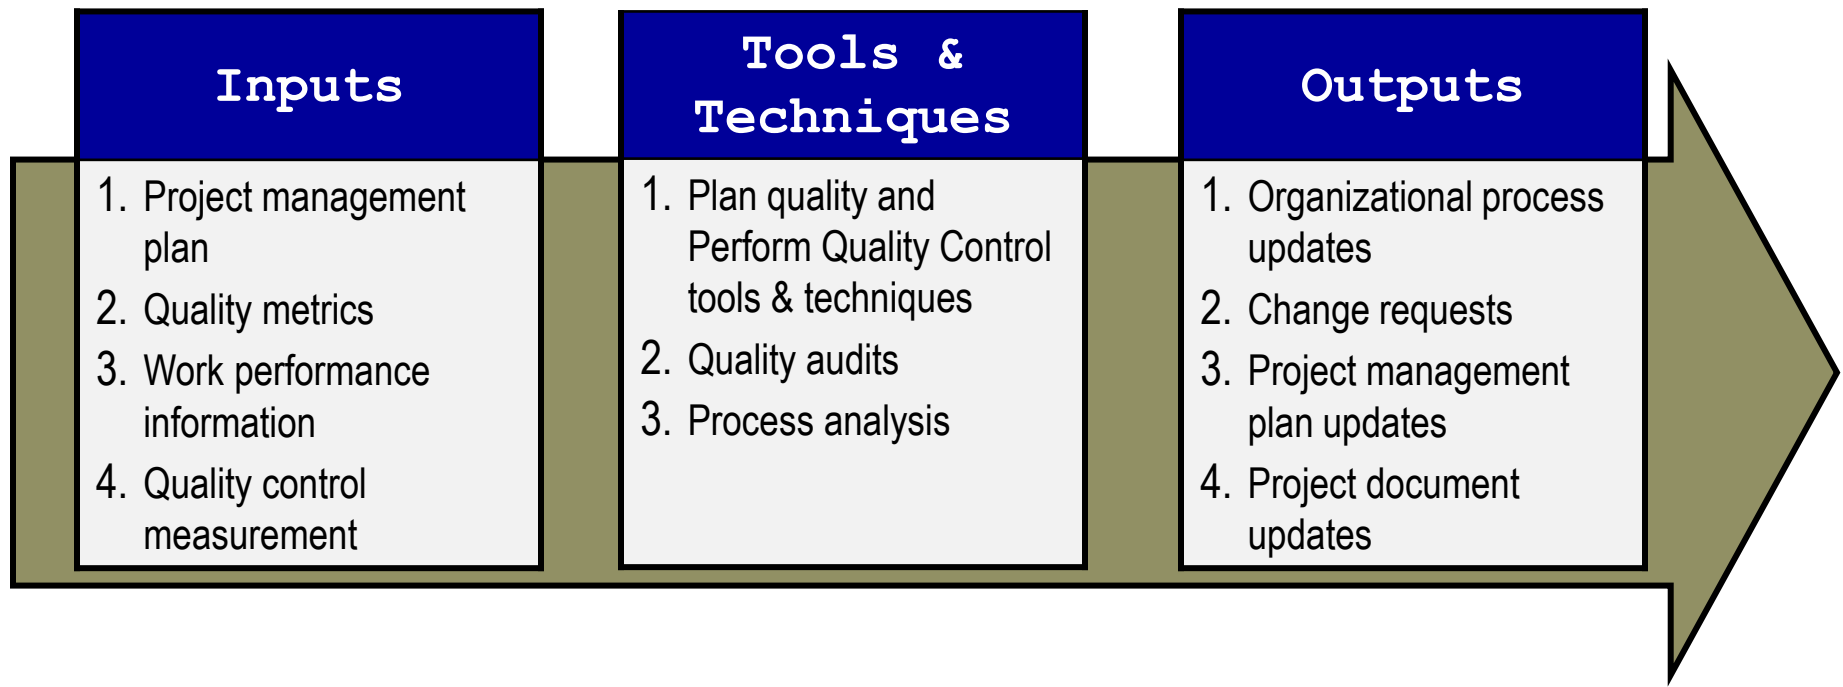 Inputs
1. Project management
plan
2. Quality metrics
3. Work performance
information
4. Quality control
measurement
Tools &
Techniques
1. Plan quality and
Perform Quality Control
tools & techniques
2. Quality audits
3. Process analysis
Outputs
1. Organizational process
updates
2. Change requests
3. Project management
plan updates
4. Project document
updates